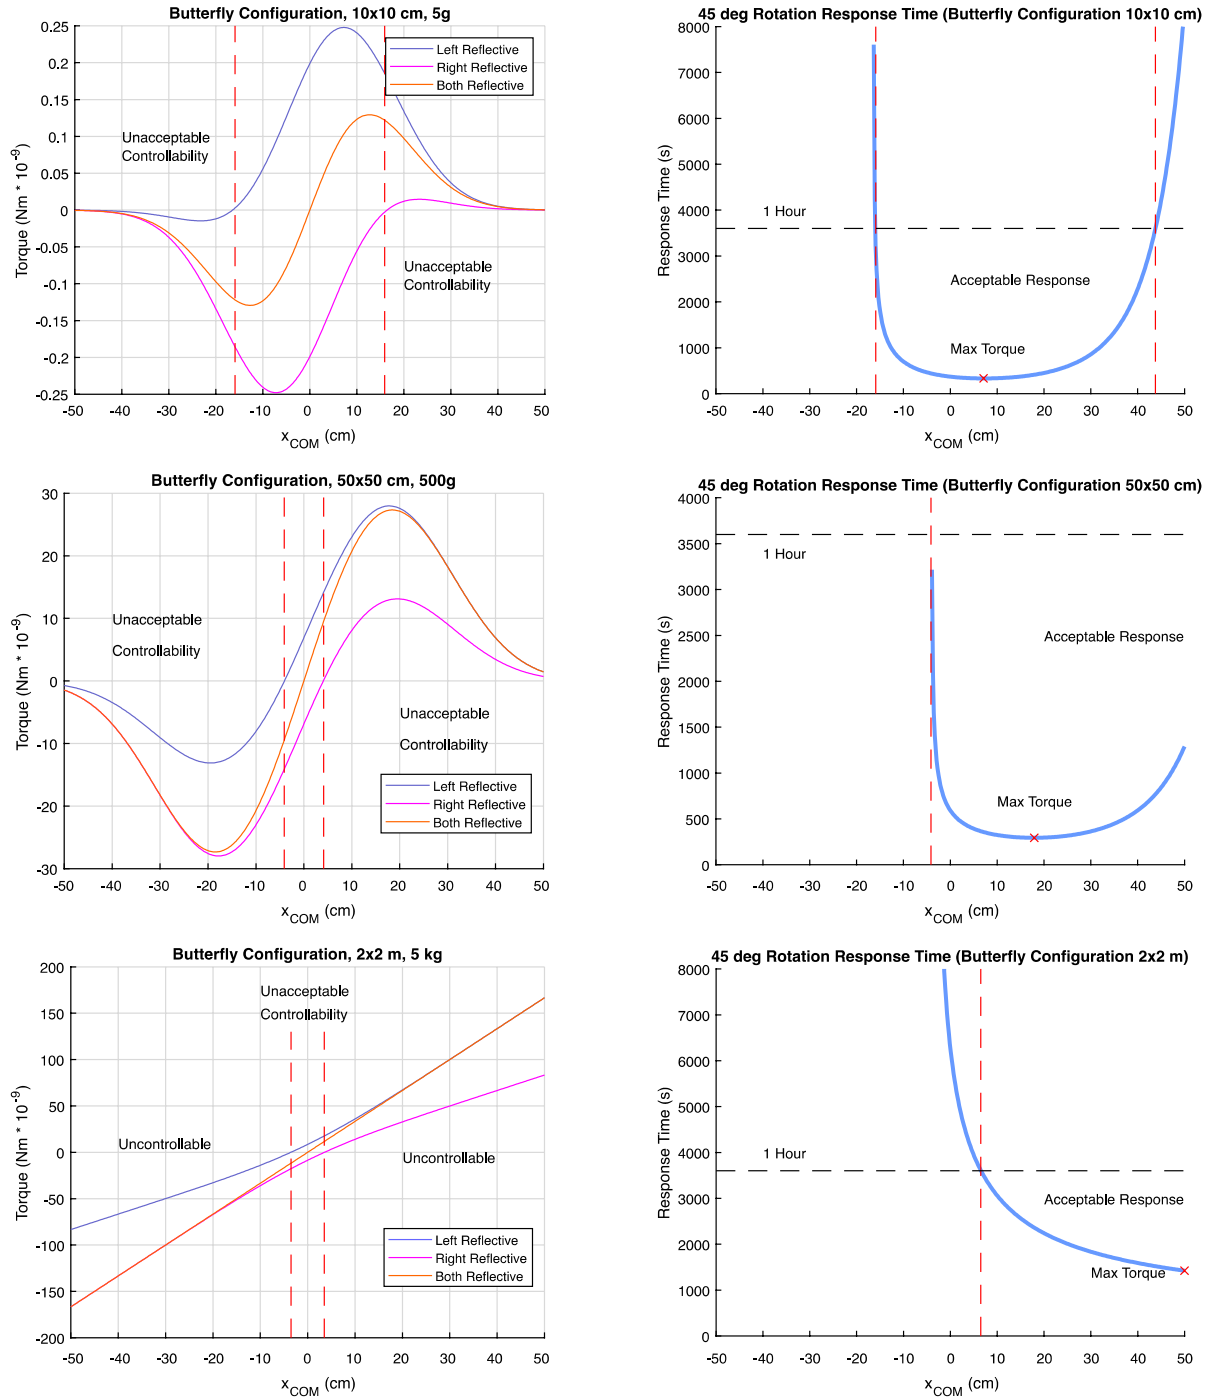 Butterfly Configuration, 10x10 cm, 5g
0.25
0.2
0.15
0.1
0.05
0
-0.05
-0.1
-0.15
-0.2
-0.25
Torque (Nm * 10^-9)
Left Reflective
Right Reflective
Both Reflective
Unacceptable
Controllability
Unacceptable
Controllability
-50 -40 -30 -20 -10 0 10 20 30 40 50
x_COM (cm)
45 deg Rotation Response Time (Butterfly Configuration 10x10 cm)
8000
7000
6000
5000
4000
3000
2000
1000
0
Response Time (s)
1 Hour
Acceptable Response
Max Torque
-50 -40 -30 -20 -10 0 10 20 30 40 50
x_COM (cm)
Butterfly Configuration, 50x50 cm, 500g
30
20
10
0
-10
-20
-30
Torque (Nm * 10^-9)
Unacceptable
Controllability
Unacceptable
Controllability
Left Reflective
Right Reflective
Both Reflective
-50 -40 -30 -20 -10 0 10 20 30 40 50
x_COM (cm)
45 deg Rotation Response Time (Butterfly Configuration 50x50 cm)
4000
3500
3000
2500
2000
1500
1000
500
0
Response Time (s)
1 Hour
Acceptable Response
Max Torque
-50 -40 -30 -20 -10 0 10 20 30 40 50
x_COM (cm)
Butterfly Configuration, 2x2 m, 5 kg
200
150
100
50
0
-50
-100
-150
-200
Torque (Nm * 10^-9)
Unacceptable
Controllability
Uncontrollable
Uncontrollable
Left Reflective
Right Reflective
Both Reflective
-50 -40 -30 -20 -10 0 10 20 30 40 50
x_COM (cm)
45 deg Rotation Response Time (Butterfly Configuration 2x2 m)
8000
7000
6000
5000
4000
3000
2000
1000
0
Response Time (s)
1 Hour
Acceptable Response
Max Torque
-50 -40 -30 -20 -10 0 10 20 30 40 50
x_COM (cm)